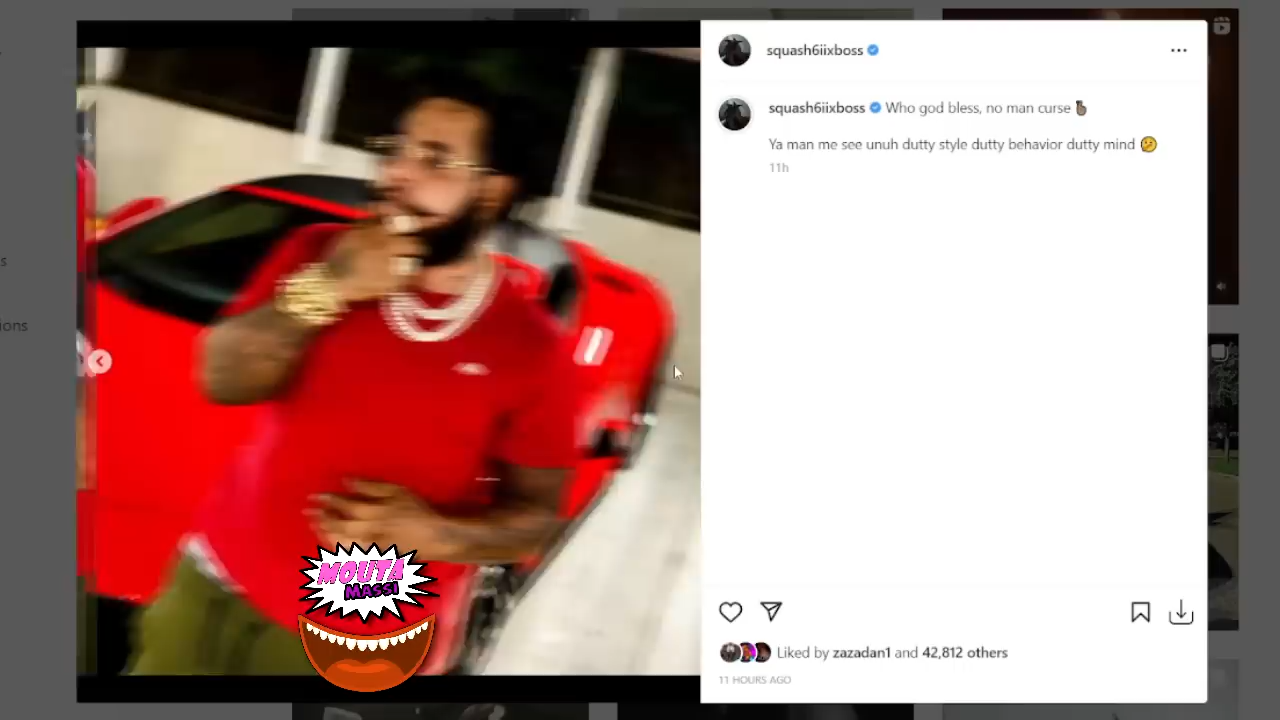 squash6iixboss
squash6iixboss Who god bless, no man curse
Ya man me see unuh dutty style dutty behavior dutty mind
11h
s
ions
MOUTA
MASSI
Liked by zazadan1 and 42,812 others
11 HOURS AGO